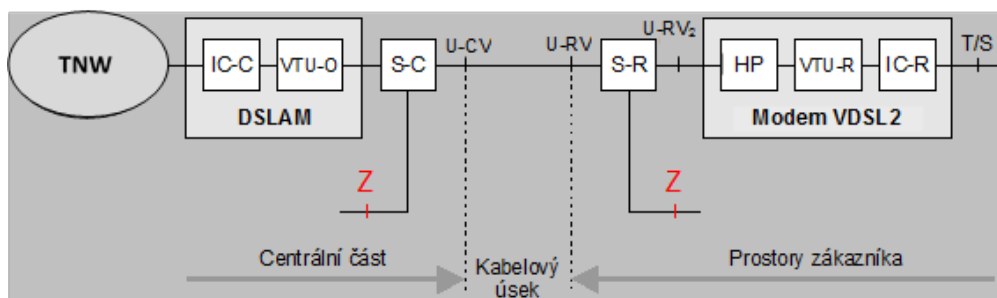 TNW
IC-C
VTU-O
DSLAM
S-C
U-CV
U-RV
S-R
U-RV₂
HP
VTU-R
IC-R
Modem VDSL2
T/S
Z
Z
Centrální část
Kabelový
úsek
Prostory zákazníka